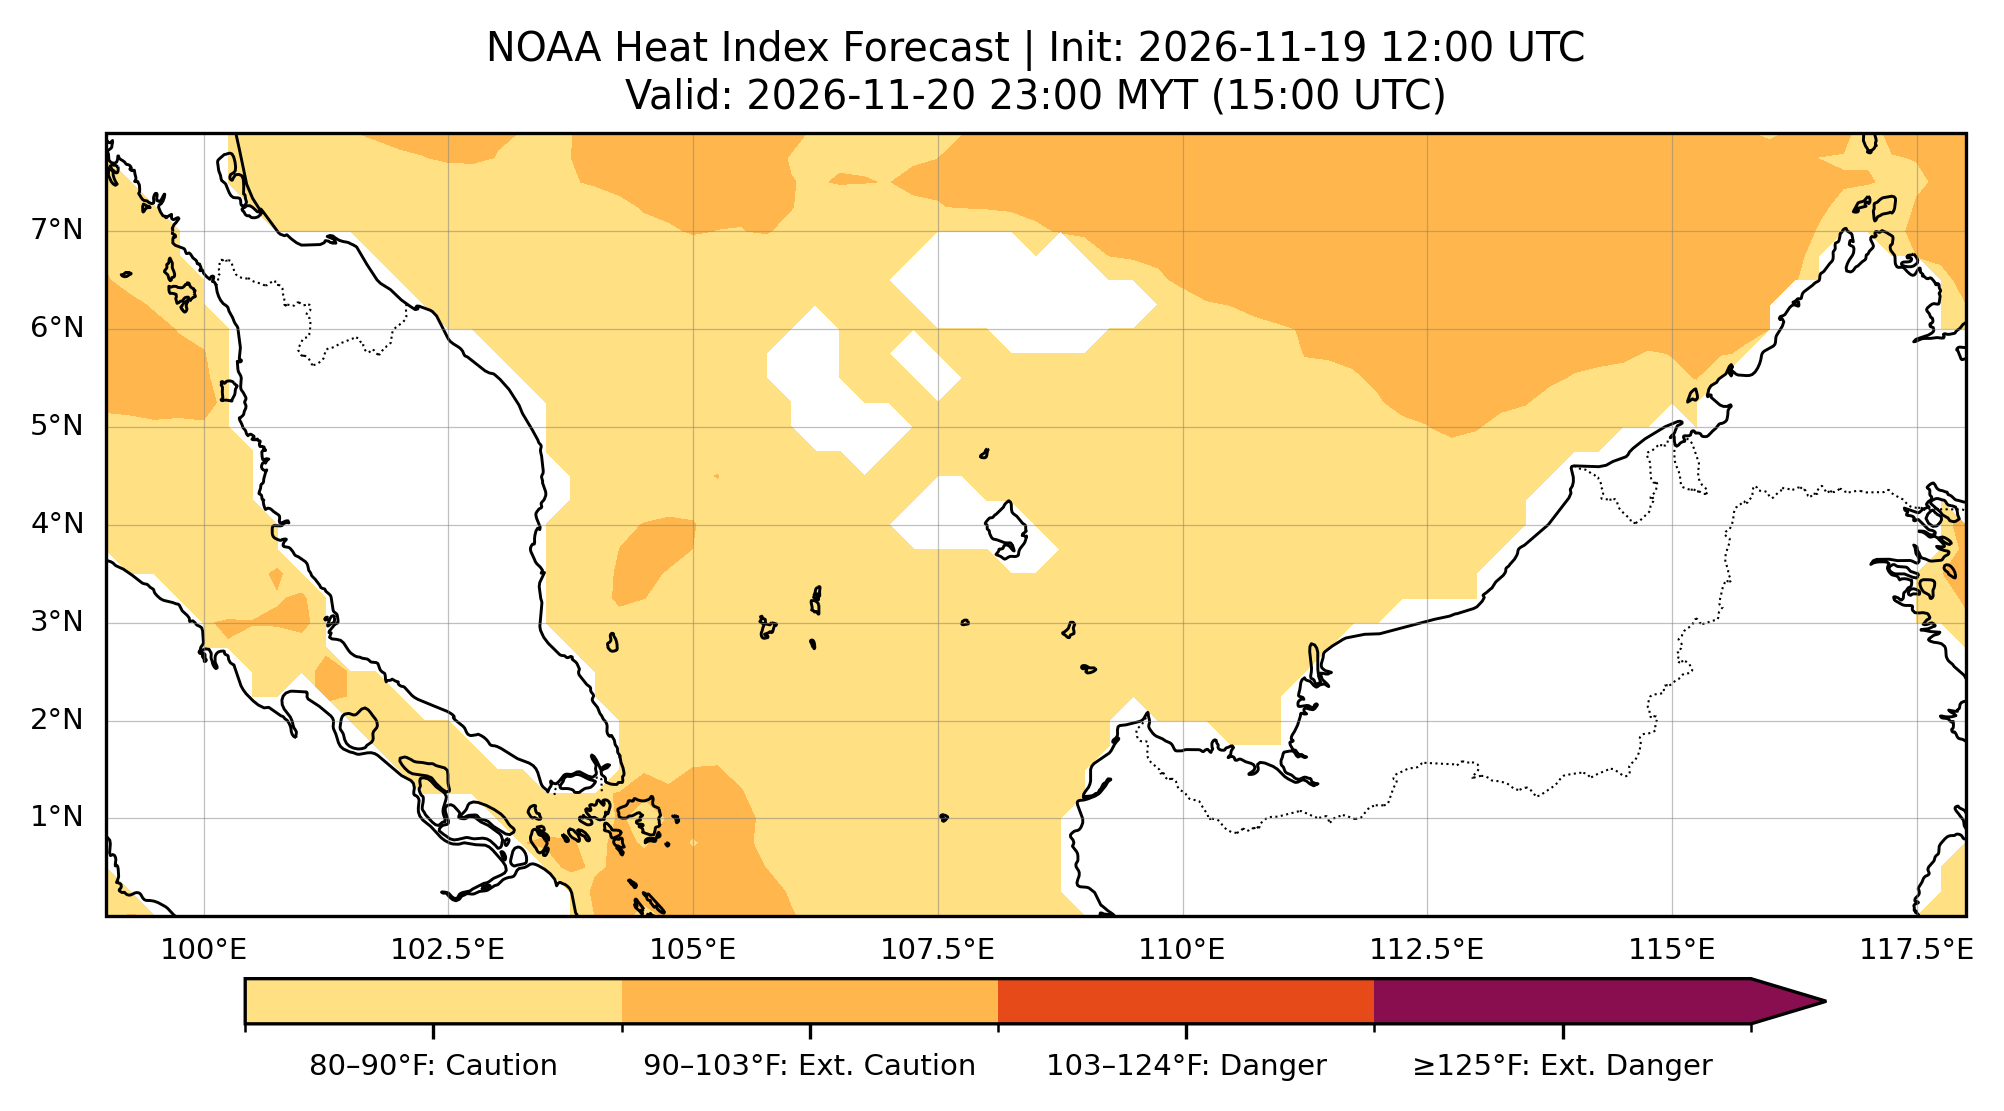 NOAA Heat Index Forecast | Init: 2026-11-19 12:00 UTC
Valid: 2026-11-20 23:00 MYT (15:00 UTC)
7°N
6°N
5°N
4°N
3°N
2°N
1°N
100°E 102.5°E 105°E 107.5°E 110°E 112.5°E 115°E 117.5°E
80–90°F: Caution 90–103°F: Ext. Caution 103–124°F: Danger ≥125°F: Ext. Danger